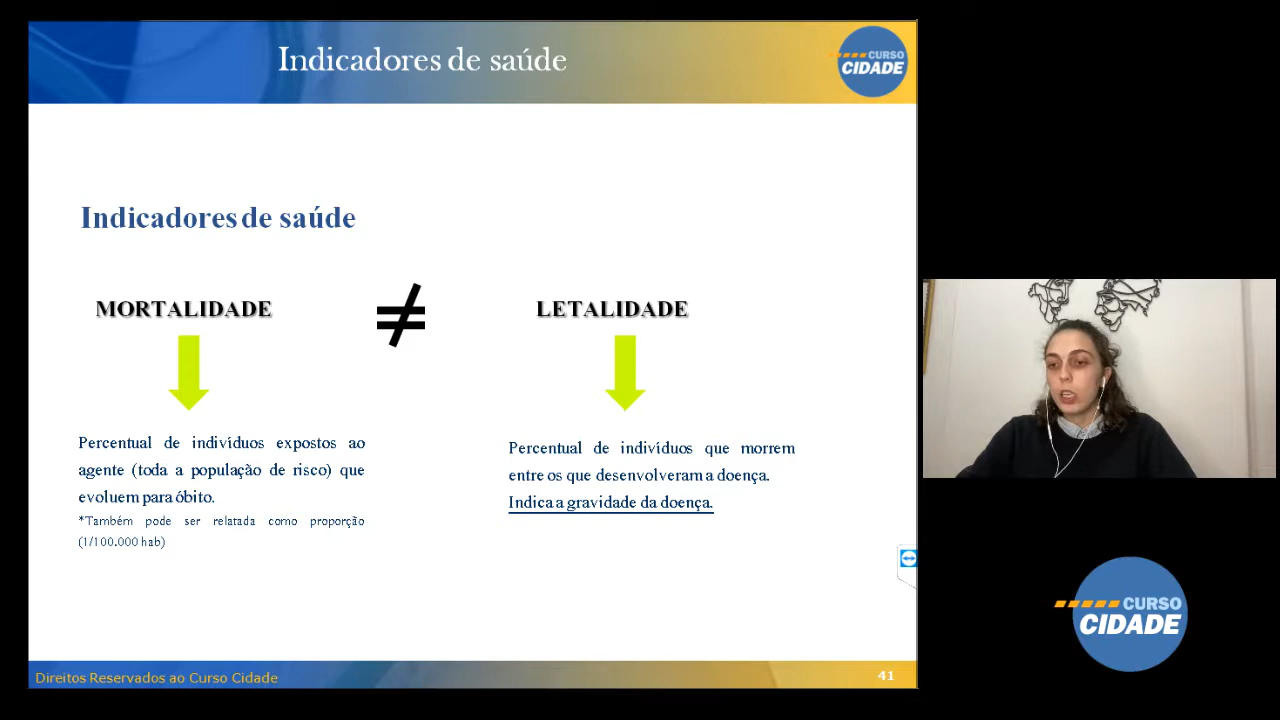 Indicadores de saúde
CURSO
CIDADE
Indicadores de saúde
MORTALIDADE
≠
LETALIDADE
Percentual de indivíduos expostos ao
agente (toda a população de risco) que
evoluem para óbito.
*Também pode ser relatada como proporção
(1/100.000 hab)
Percentual de indivíduos que morrem
entre os que desenvolveram a doença.
Indica a gravidade da doença.
CURSO
CIDADE
Direitos Reservados ao Curso Cidade
41